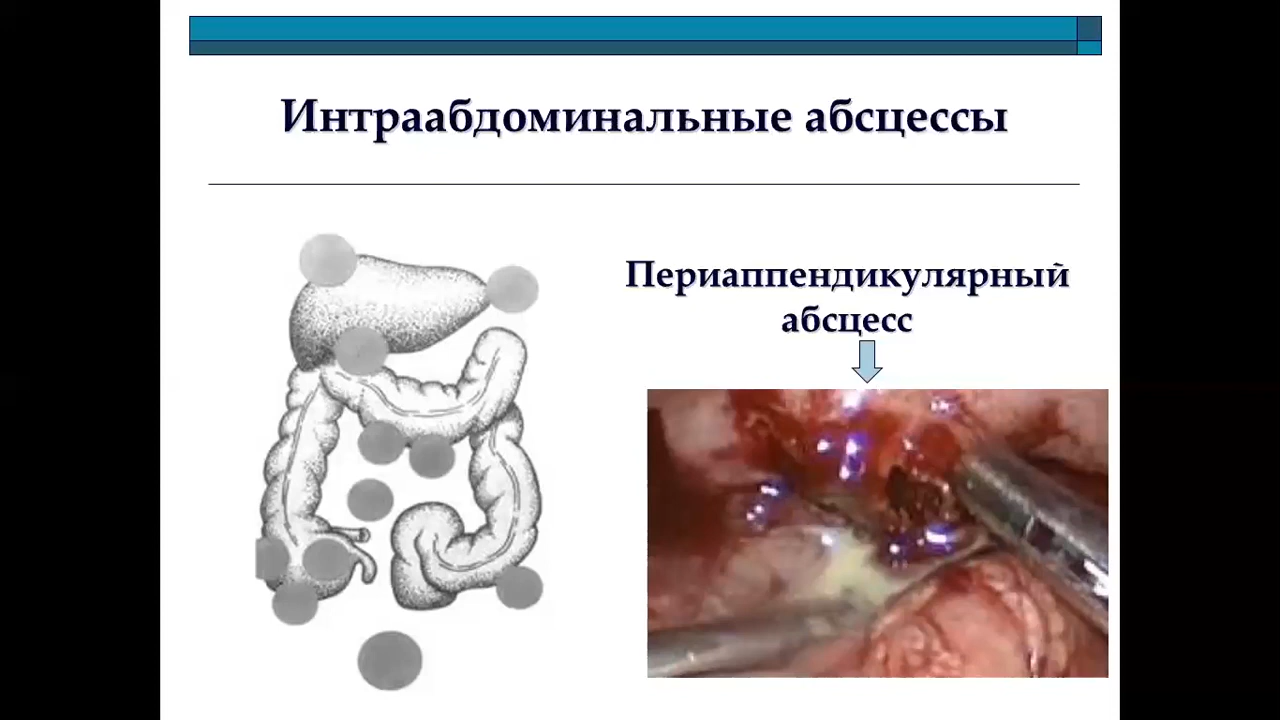 Интраабдоминальные абсцессы
Периаппендикулярный
абсцесс